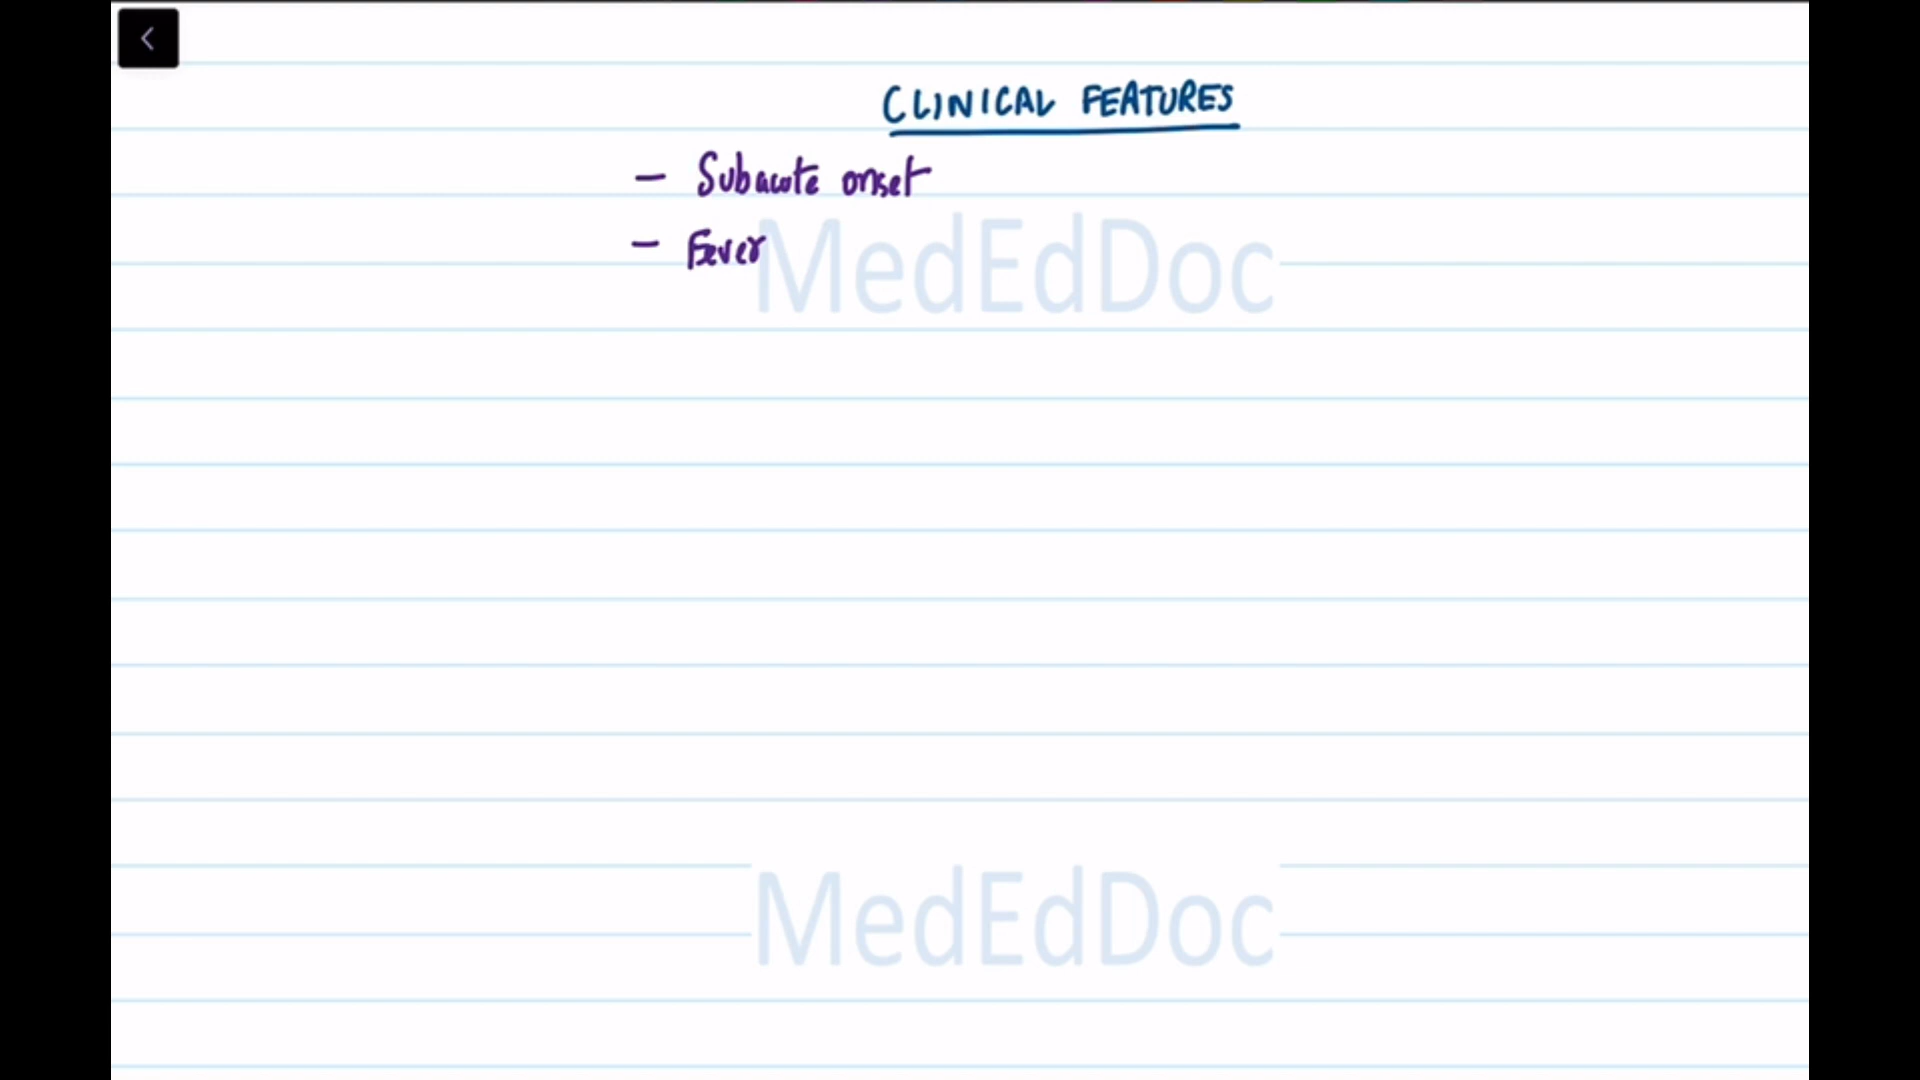 CLINICAL FEATURES
– Subacute onset
– Fever
MedEdDoc
MedEdDoc